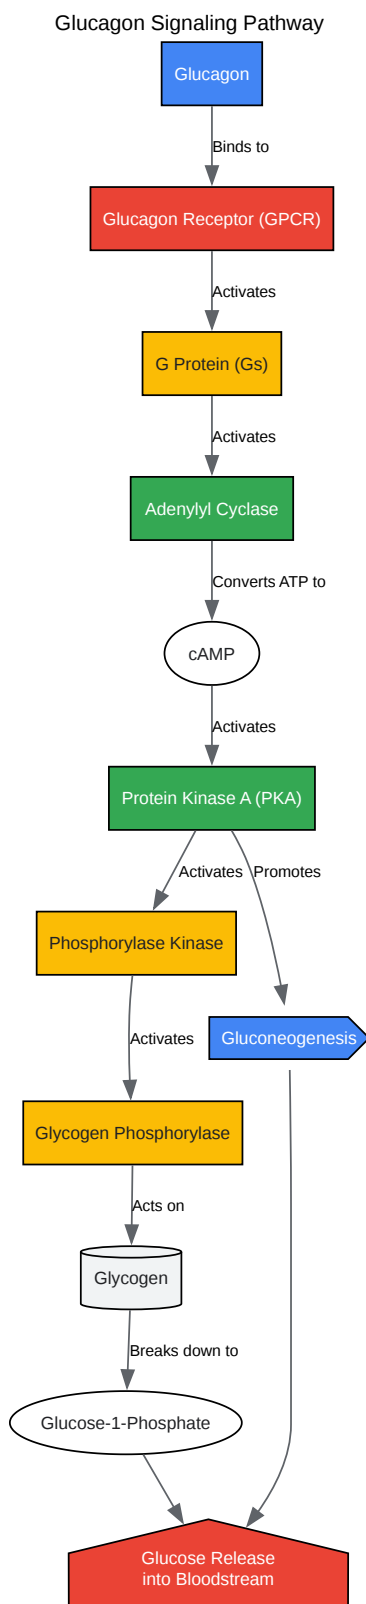 Glucagon Signaling Pathway
Glucagon
Binds to
Glucagon Receptor (GPCR)
Activates
G Protein (Gs)
Activates
Adenylyl Cyclase
Converts ATP to
cAMP
Activates
Protein Kinase A (PKA)
Activates
Promotes
Phosphorylase Kinase
Activates
Gluconeogenesis
Glycogen Phosphorylase
Acts on
Glycogen
Breaks down to
Glucose-1-Phosphate
Glucose Release
into Bloodstream